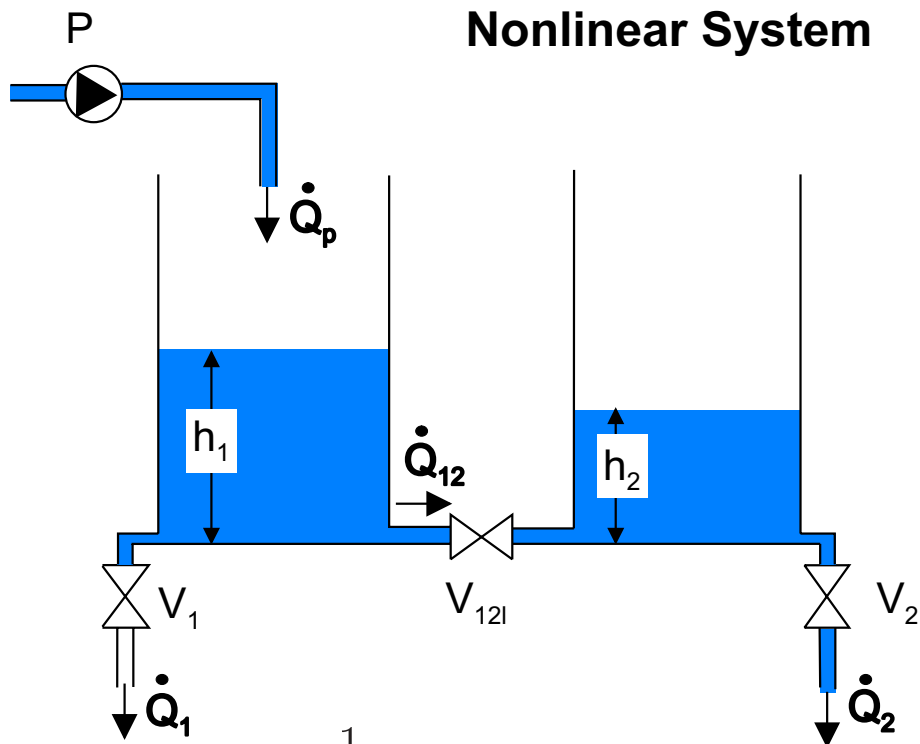 P
Nonlinear System
Q̇ₚ
h₁
Q̇₁₂
h₂
V₁
V₁₂ₗ
V₂
Q̇₁
Q̇₂
1